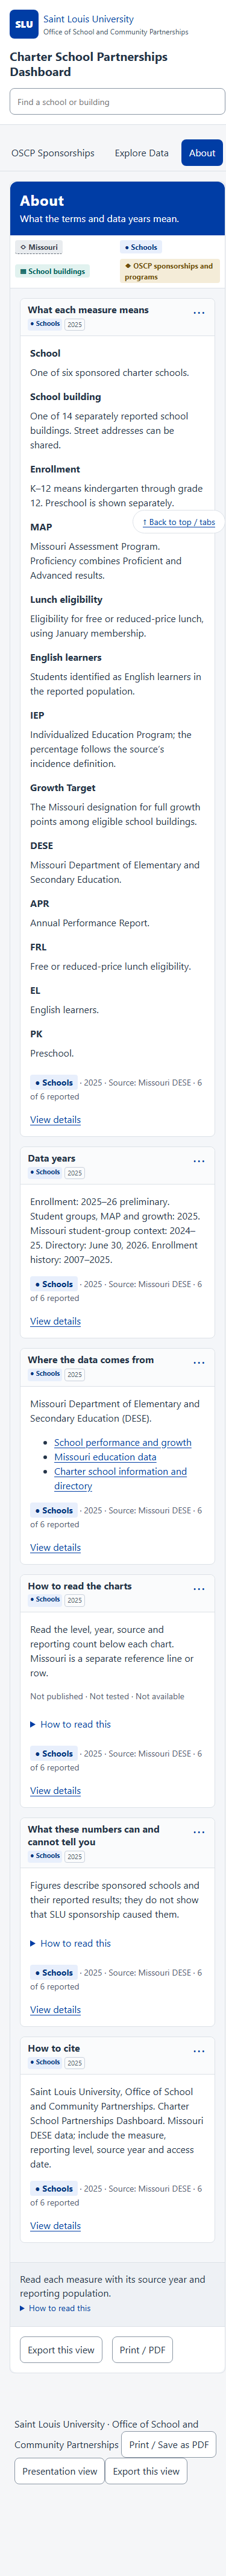 SLU
Saint Louis University
Office of School and Community Partnerships
Charter School Partnerships
Dashboard
Find a school or building
OSCP Sponsorships Explore Data About
About
What the terms and data years mean.
◇ Missouri
● Schools
■ School buildings
◆ OSCP sponsorships and
programs
What each measure means
...
● Schools 2025
School
One of six sponsored charter schools.
School building
One of 14 separately reported school
buildings. Street addresses can be
shared.
Enrollment
K–12 means kindergarten through grade
12. Preschool is shown separately.
↑ Back to top / tabs
MAP
Missouri Assessment Program.
Proficiency combines Proficient and
Advanced results.
Lunch eligibility
Eligibility for free or reduced-price lunch,
using January membership.
English learners
Students identified as English learners in
the reported population.
IEP
Individualized Education Program; the
percentage follows the source's
incidence definition.
Growth Target
The Missouri designation for full growth
points among eligible school buildings.
DESE
Missouri Department of Elementary and
Secondary Education.
APR
Annual Performance Report.
FRL
Free or reduced-price lunch eligibility.
EL
English learners.
PK
Preschool.
● Schools · 2025 · Source: Missouri DESE · 6
of 6 reported
View details
Data years
...
● Schools 2025
Enrollment: 2025–26 preliminary.
Student groups, MAP and growth: 2025.
Missouri student-group context: 2024–
25. Directory: June 30, 2026. Enrollment
history: 2007–2025.
● Schools · 2025 · Source: Missouri DESE · 6
of 6 reported
View details
Where the data comes from
...
● Schools 2025
Missouri Department of Elementary and
Secondary Education (DESE).
• School performance and growth
• Missouri education data
• Charter school information and
directory
● Schools · 2025 · Source: Missouri DESE · 6
of 6 reported
View details
How to read the charts
...
● Schools 2025
Read the level, year, source and
reporting count below each chart.
Missouri is a separate reference line or
row.
Not published · Not tested · Not available
▶ How to read this
● Schools · 2025 · Source: Missouri DESE · 6
of 6 reported
View details
What these numbers can and
cannot tell you
...
● Schools 2025
Figures describe sponsored schools and
their reported results; they do not show
that SLU sponsorship caused them.
▶ How to read this
● Schools · 2025 · Source: Missouri DESE · 6
of 6 reported
View details
How to cite
...
● Schools 2025
Saint Louis University, Office of School
and Community Partnerships. Charter
School Partnerships Dashboard. Missouri
DESE data; include the measure,
reporting level, source year and access
date.
● Schools · 2025 · Source: Missouri DESE · 6
of 6 reported
View details
Read each measure with its source year and
reporting population.
▶ How to read this
Export this view Print / PDF
Saint Louis University · Office of School and
Community Partnerships Print / Save as PDF
Presentation view Export this view